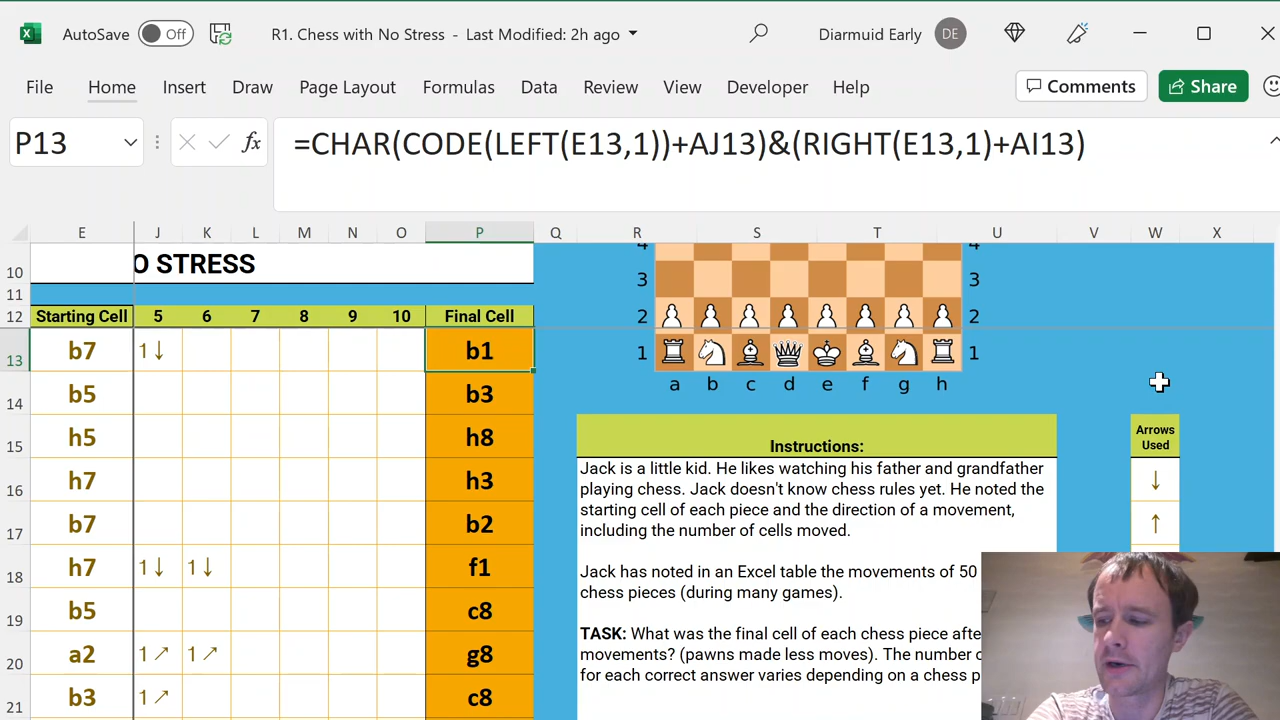 AutoSave Off R1. Chess with No Stress - Last Modified: 2h ago Diarmuid Early DE
File Home Insert Draw Page Layout Formulas Data Review View Developer Help Comments Share
P13 fx =CHAR(CODE(LEFT(E13,1))+AJ13)&(RIGHT(E13,1)+AI13)
E J K L M N O P Q R S T U V W X
10 O STRESS
11
12 Starting Cell 5 6 7 8 9 10 Final Cell
13 b7 1↓ b1
14 b5 b3
15 h5 h8
16 h7 h3
17 b7 b2
18 h7 1↓ 1↓ f1
19 b5 c8
20 a2 1↗ 1↗ g8
21 b3 1↗ c8
4 4
3 3
2 2
1 1
a b c d e f g h
Instructions:
Jack is a little kid. He likes watching his father and grandfather
playing chess. Jack doesn't know chess rules yet. He noted the
starting cell of each piece and the direction of a movement,
including the number of cells moved.
Jack has noted in an Excel table the movements of 50
chess pieces (during many games).
TASK: What was the final cell of each chess piece afte
movements? (pawns made less moves). The number o
for each correct answer varies depending on a chess p
Arrows
Used
↓
↑